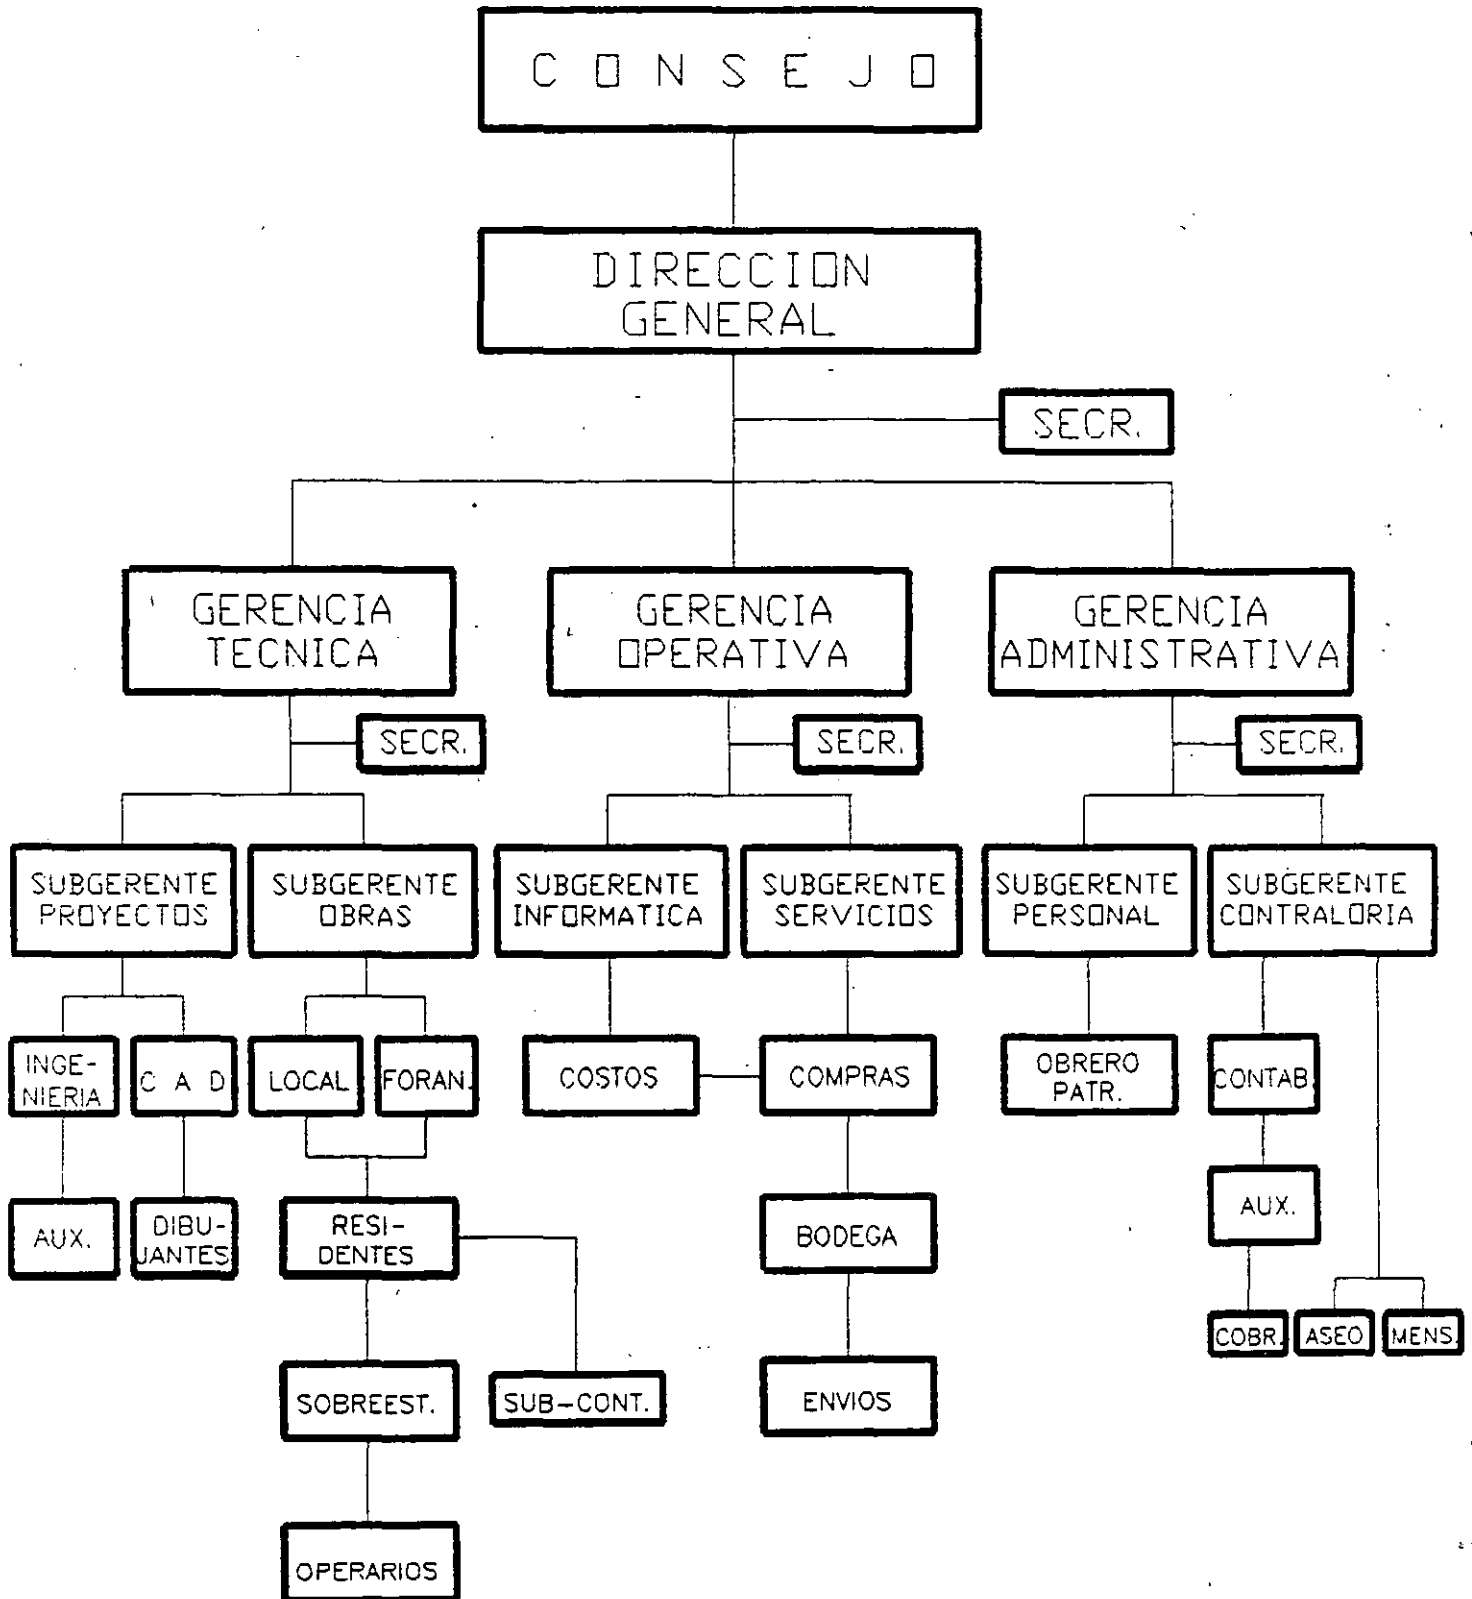 C O N S E J O
DIRECCION
GENERAL
SECR.
GERENCIA
TECNICA
GERENCIA
OPERATIVA
GERENCIA
ADMINISTRATIVA
SECR.
SECR.
SECR.
SUBGERENTE
PROYECTOS
SUBGERENTE
OBRAS
SUBGERENTE
INFORMATICA
SUBGERENTE
SERVICIOS
SUBGERENTE
PERSONAL
SUBGERENTE
CONTRALORIA
INGE-
NIERIA
C A D
LOCAL
FORAN.
COSTOS
COMPRAS
OBRERO
PATR.
CONTAB.
AUX.
DIBU-
JANTES
RESI-
DENTES
BODEGA
AUX.
COBR.
ASEO
MENS.
SOBREEST.
SUB-CONT.
ENVIOS
OPERARIOS